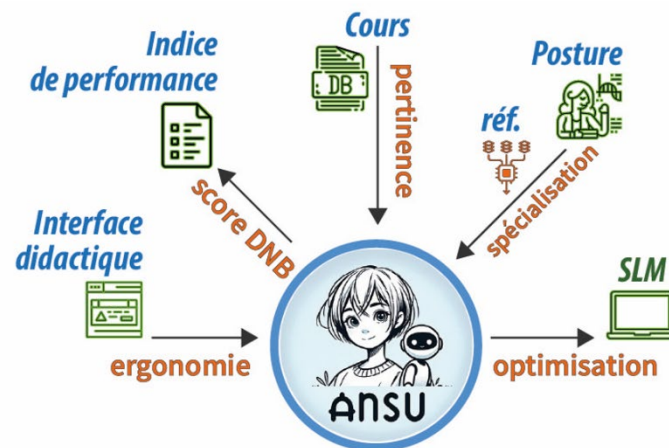 Cours
Indice
de performance
DB
pertinence
Posture
réf.
spécialisation
score DNB
Interface
didactique
ergonomie
SLM
optimisation
ANSU